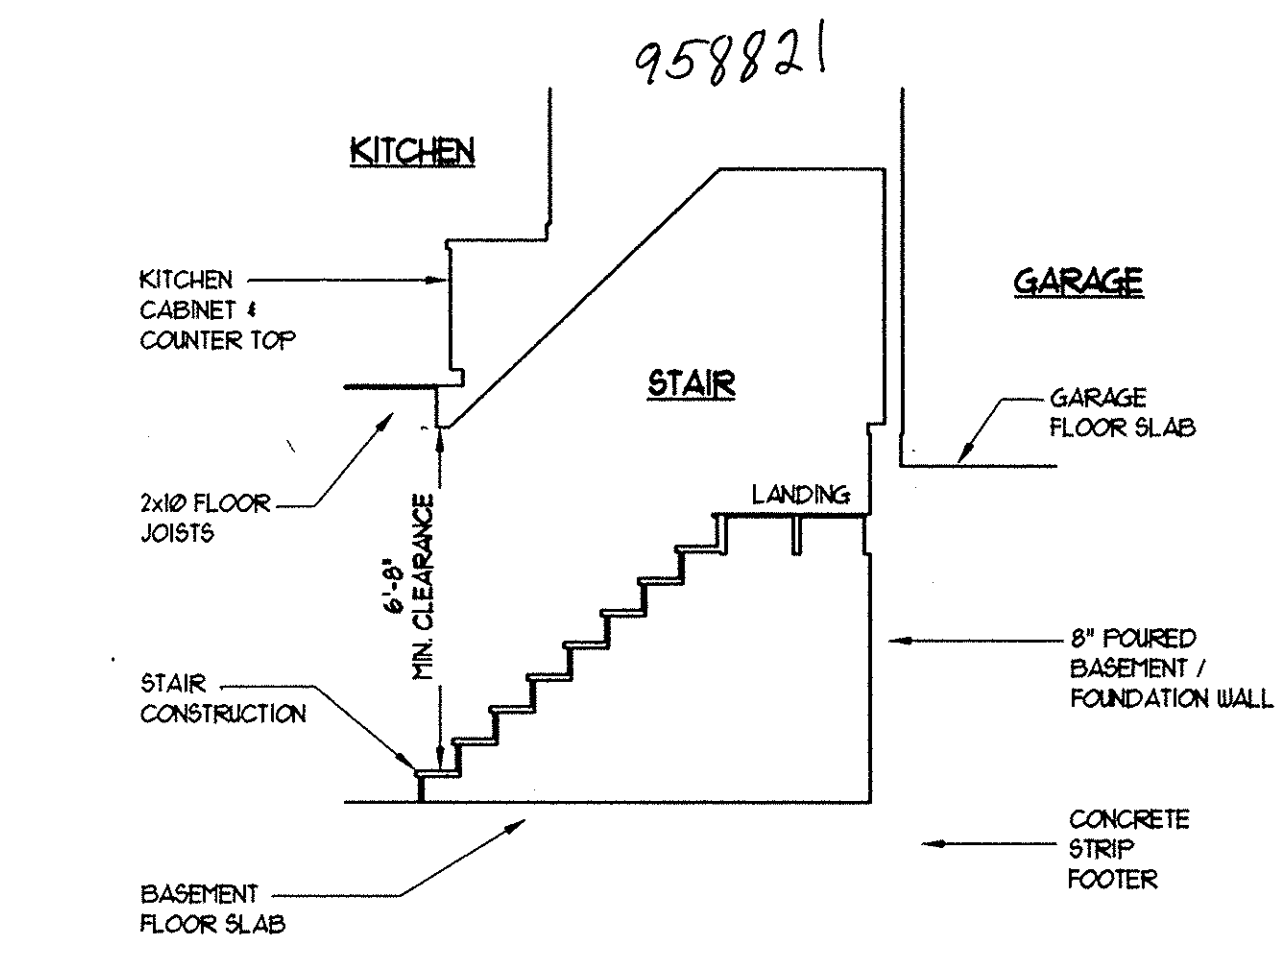 958821
KITCHEN
KITCHEN
CABINET &
COUNTER TOP
GARAGE
STAIR
GARAGE
FLOOR SLAB
2x10 FLOOR
JOISTS
LANDING
6'-8"
MIN. CLEARANCE
8" POURED
BASEMENT /
FOUNDATION WALL
STAIR
CONSTRUCTION
CONCRETE
STRIP
FOOTER
BASEMENT
FLOOR SLAB